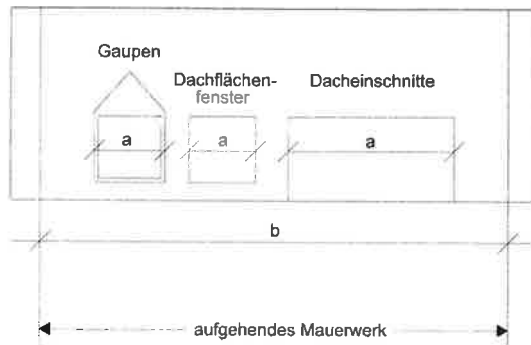 Gaupen
Dachflächen-
fenster
Dacheinschnitte
a
a
a
b
aufgehendes Mauerwerk